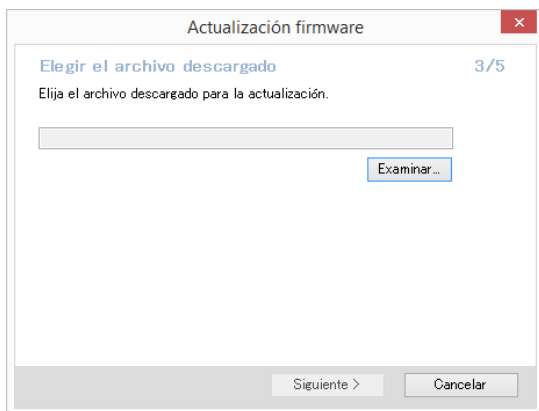 Actualización firmware
Elegir el archivo descargado 3/5
Elija el archivo descargado para la actualización.
Examinar...
Siguiente > Cancelar